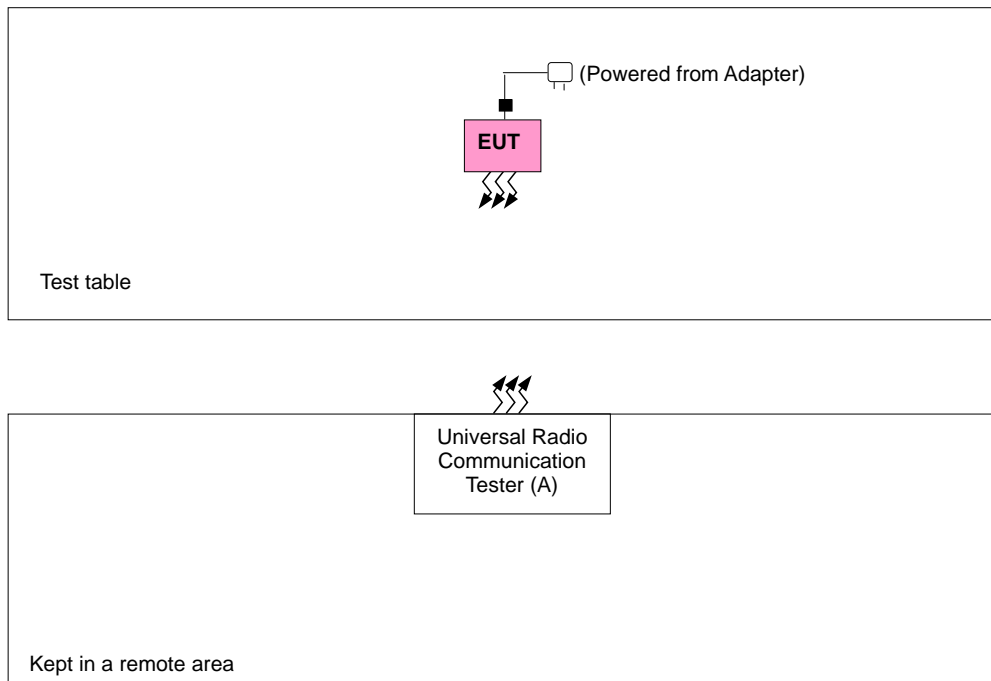 (Powered from Adapter)
EUT
Test table
Universal Radio
Communication
Tester (A)
Kept in a remote area